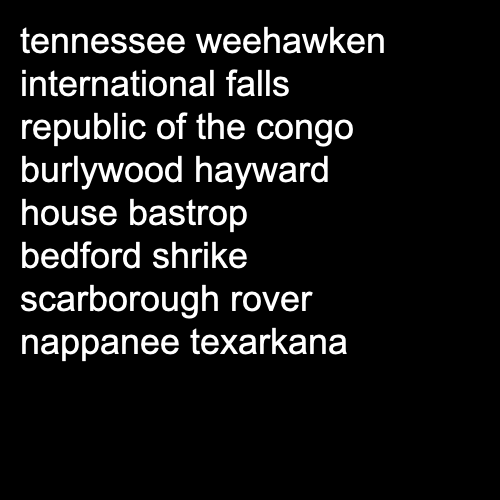 tennessee weehawken
international falls
republic of the congo
burlywood hayward
house bastrop
bedford shrike
scarborough rover
nappanee texarkana